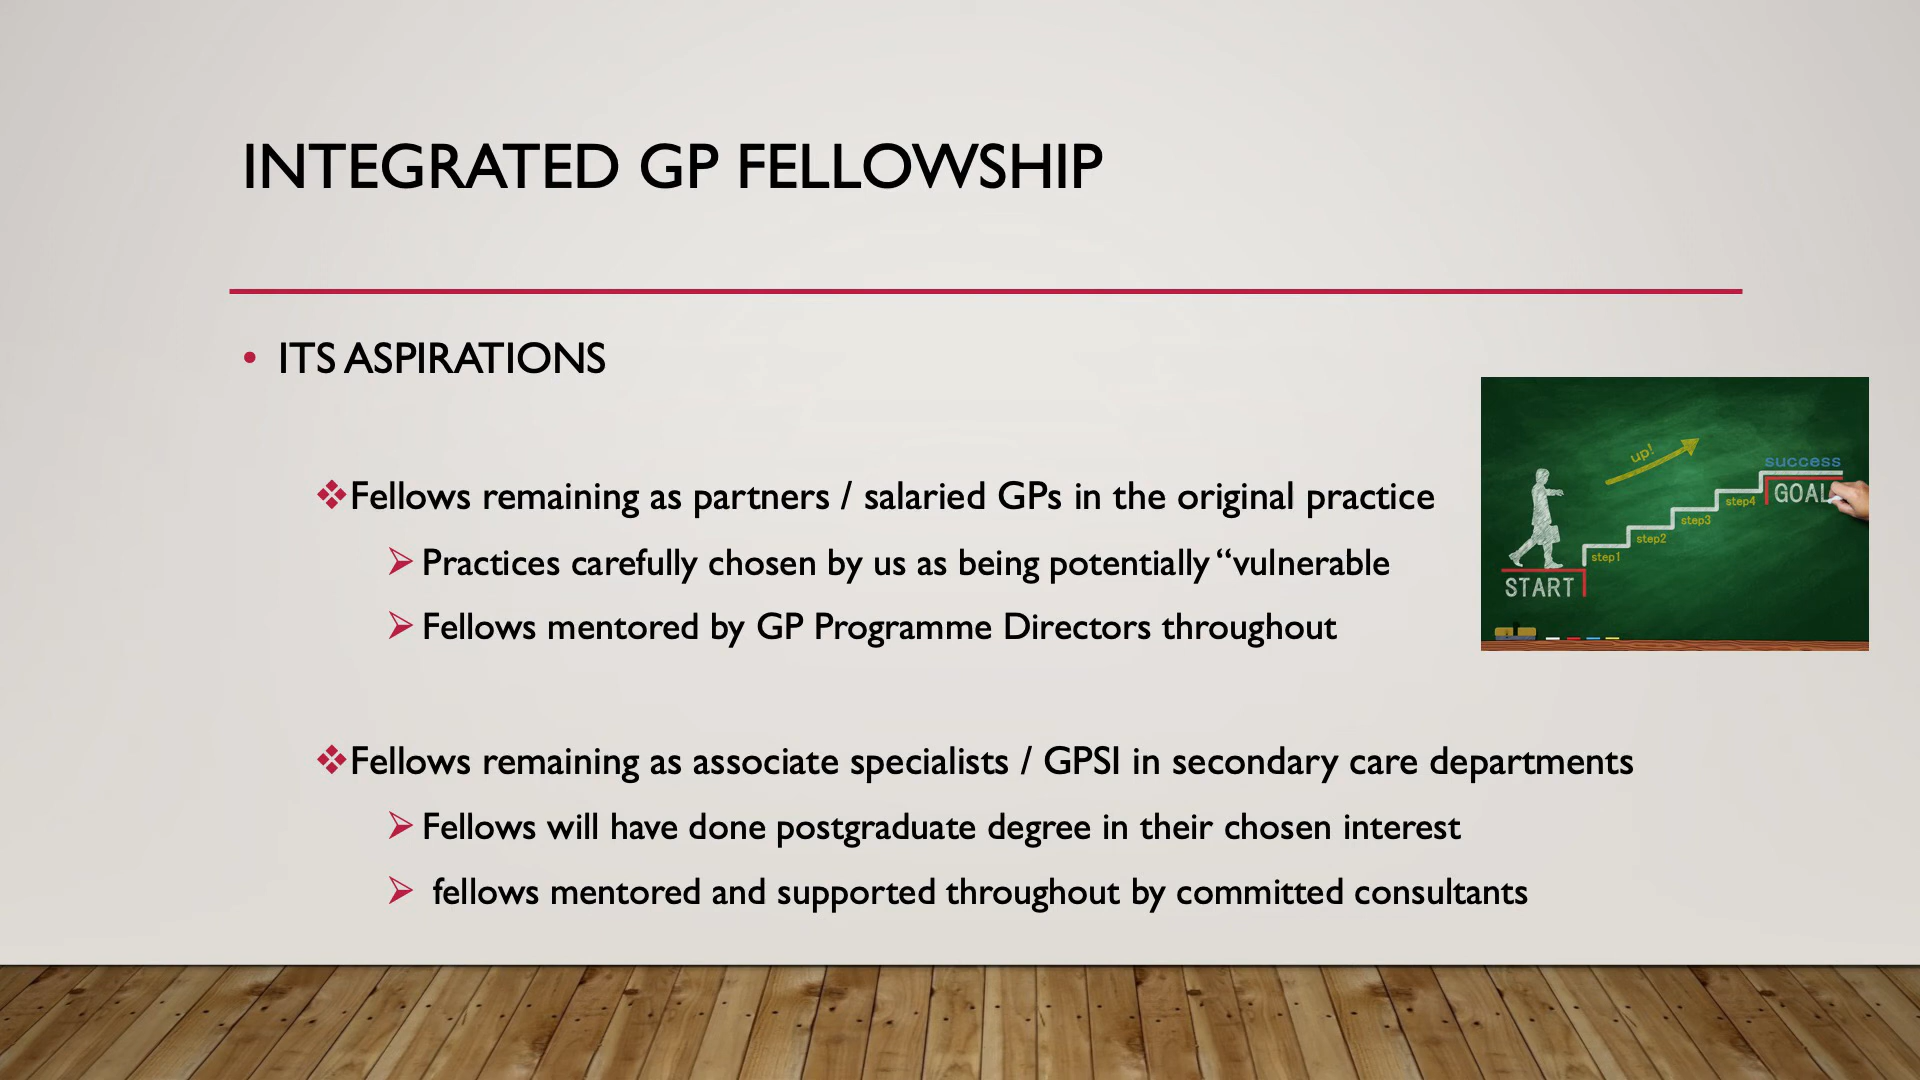 INTEGRATED GP FELLOWSHIP
• ITS ASPIRATIONS
❖Fellows remaining as partners / salaried GPs in the original practice
➢ Practices carefully chosen by us as being potentially “vulnerable
➢ Fellows mentored by GP Programme Directors throughout
❖Fellows remaining as associate specialists / GPSI in secondary care departments
➢ Fellows will have done postgraduate degree in their chosen interest
➢ fellows mentored and supported throughout by committed consultants
up!
success
GOAL
step4
step3
step2
step1
START